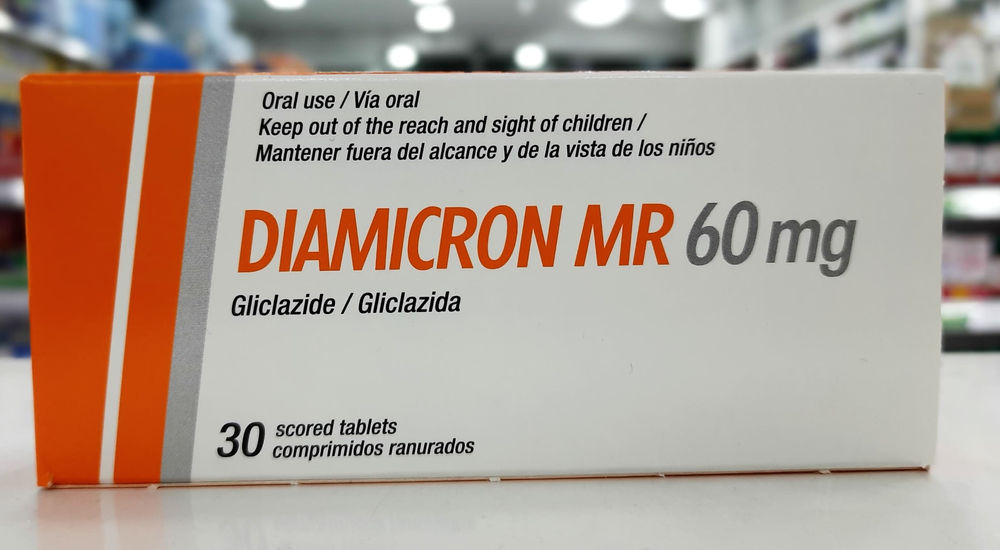 Oral use / Vía oral
Keep out of the reach and sight of children /
Mantener fuera del alcance y de la vista de los niños
DIAMICRON MR 60 mg
Gliclazide / Gliclazida
30 scored tablets
comprimidos ranurados